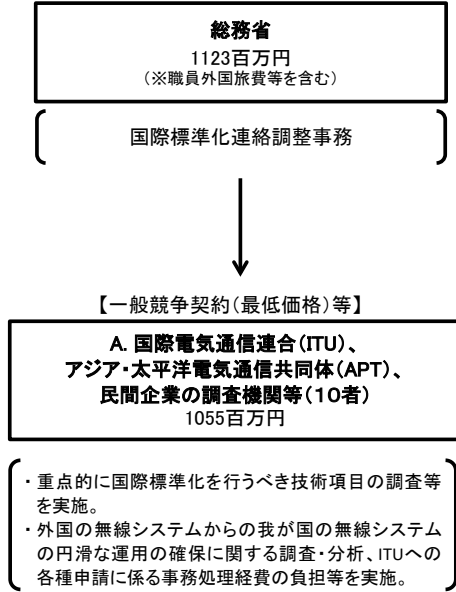 総務省
1123百万円
(※職員外国旅費等を含む)
国際標準化連絡調整事務
【一般競争契約(最低価格)等】
A. 国際電気通信連合(ITU)、
アジア・太平洋電気通信共同体(APT)、
民間企業の調査機関等(10者)
1055百万円
・重点的に国際標準化を行うべき技術項目の調査等
を実施。
・外国の無線システムからの我が国の無線システム
の円滑な運用の確保に関する調査・分析、ITUへの
各種申請に係る事務処理経費の負担等を実施。